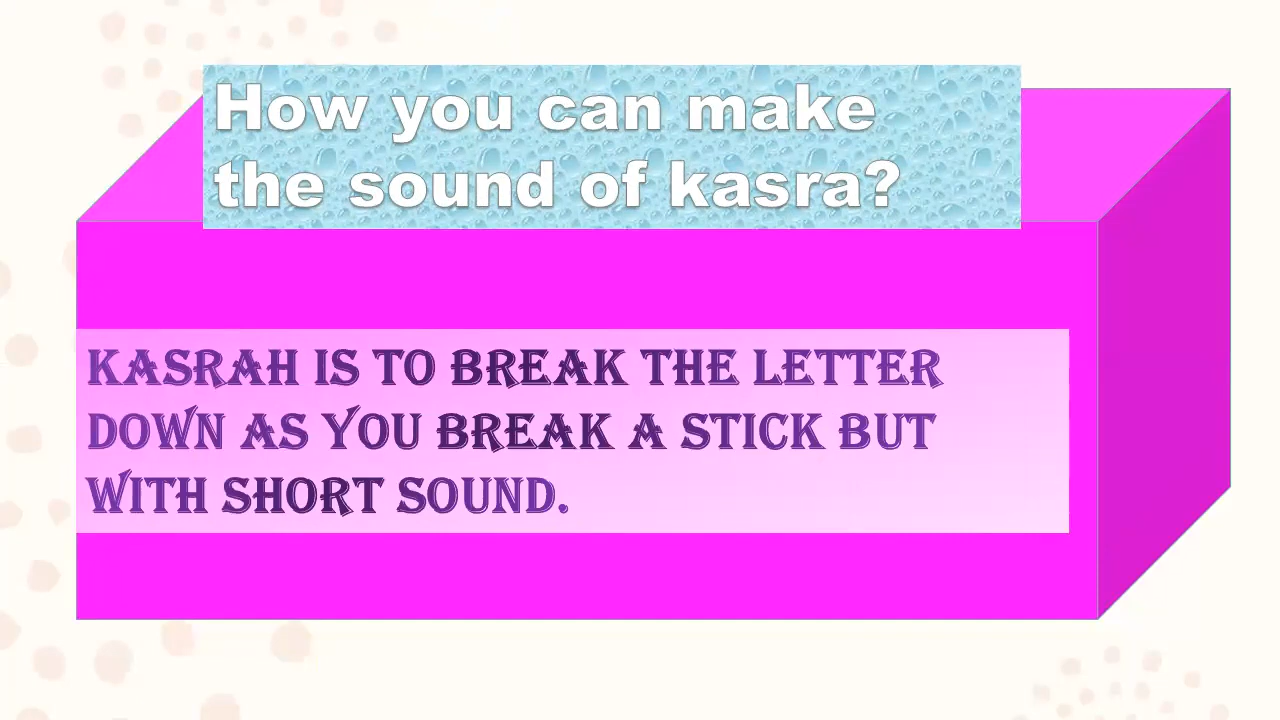 How you can make
the sound of kasra?
KASRAH IS TO BREAK THE LETTER
DOWN AS YOU BREAK A STICK BUT
WITH SHORT SOUND.